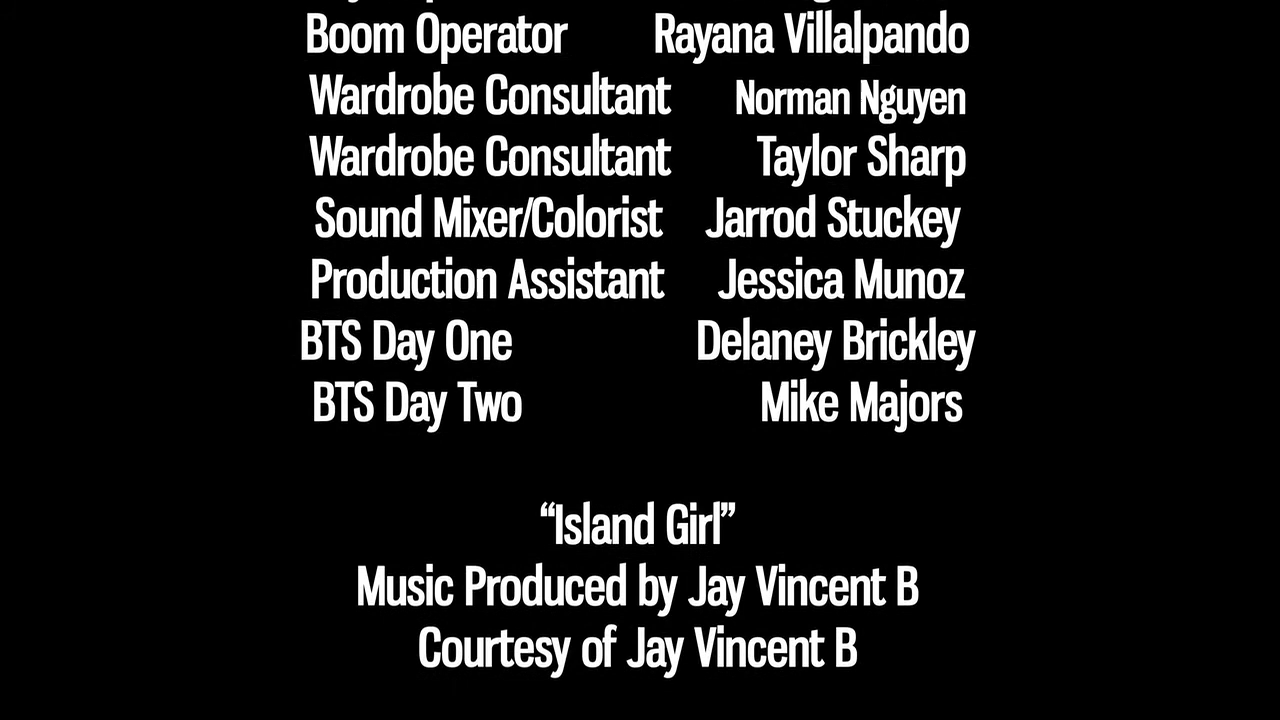 Boom Operator Rayana Villalpando
Wardrobe Consultant Norman Nguyen
Wardrobe Consultant Taylor Sharp
Sound Mixer/Colorist Jarrod Stuckey
Production Assistant Jessica Munoz
BTS Day One Delaney Brickley
BTS Day Two Mike Majors
“Island Girl”
Music Produced by Jay Vincent B
Courtesy of Jay Vincent B